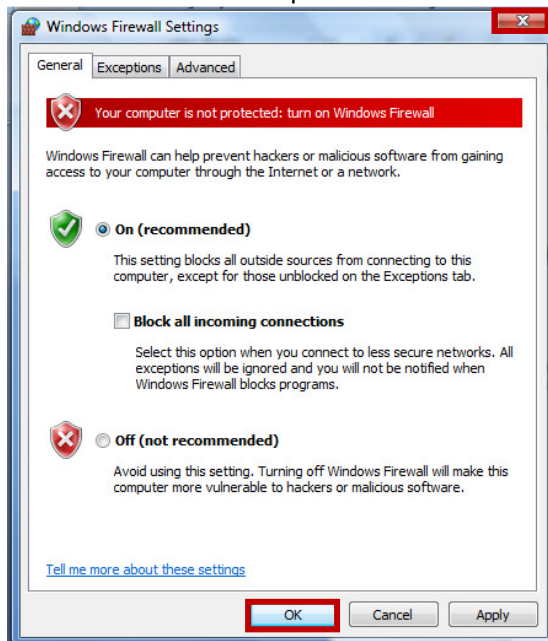 Windows Firewall Settings
General Exceptions Advanced
Your computer is not protected: turn on Windows Firewall
Windows Firewall can help prevent hackers or malicious software from gaining
access to your computer through the Internet or a network.
On (recommended)
This setting blocks all outside sources from connecting to this
computer, except for those unblocked on the Exceptions tab.
Block all incoming connections
Select this option when you connect to less secure networks. All
exceptions will be ignored and you will not be notified when
Windows Firewall blocks programs.
Off (not recommended)
Avoid using this setting. Turning off Windows Firewall will make this
computer more vulnerable to hackers or malicious software.
Tell me more about these settings
OK Cancel Apply